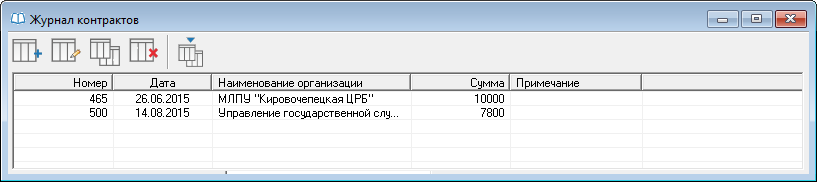 Журнал контрактов
Номер Дата Наименование организации Сумма Примечание
465 26.06.2015 МЛПУ "Кировочепецкая ЦРБ" 10000
500 14.08.2015 Управление государственной слу... 7800